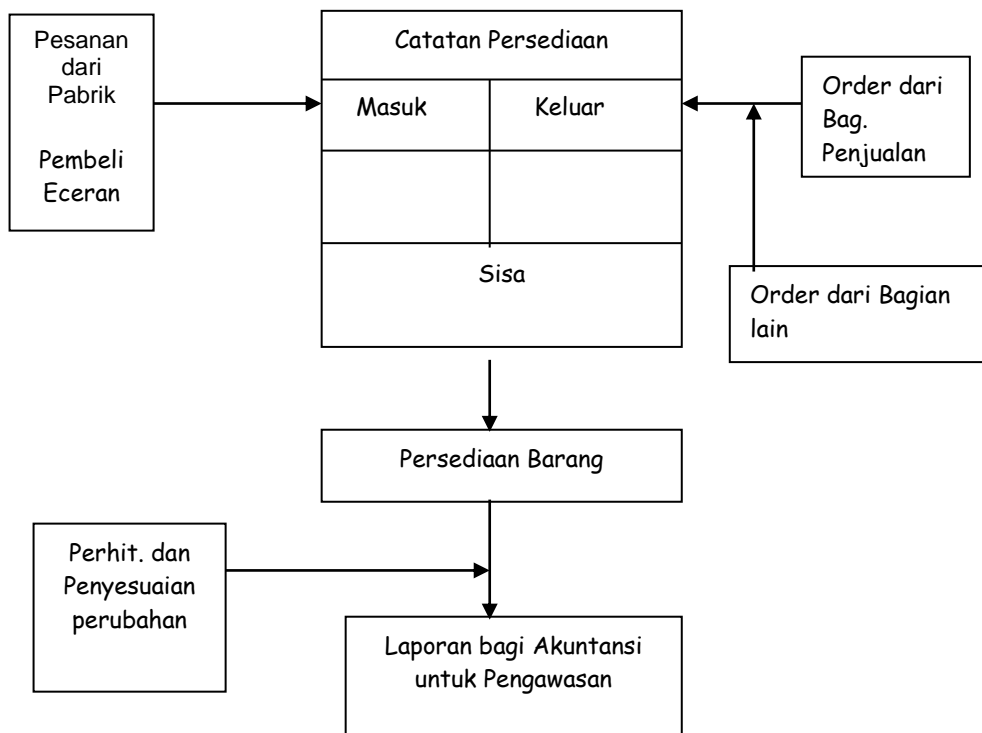 Pesanan
dari
Pabrik
Pembeli
Eceran
Catatan Persediaan
Masuk
Keluar
Sisa
Order dari
Bag.
Penjualan
Order dari Bagian
lain
Persediaan Barang
Perhit. dan
Penyesuaian
perubahan
Laporan bagi Akuntansi
untuk Pengawasan